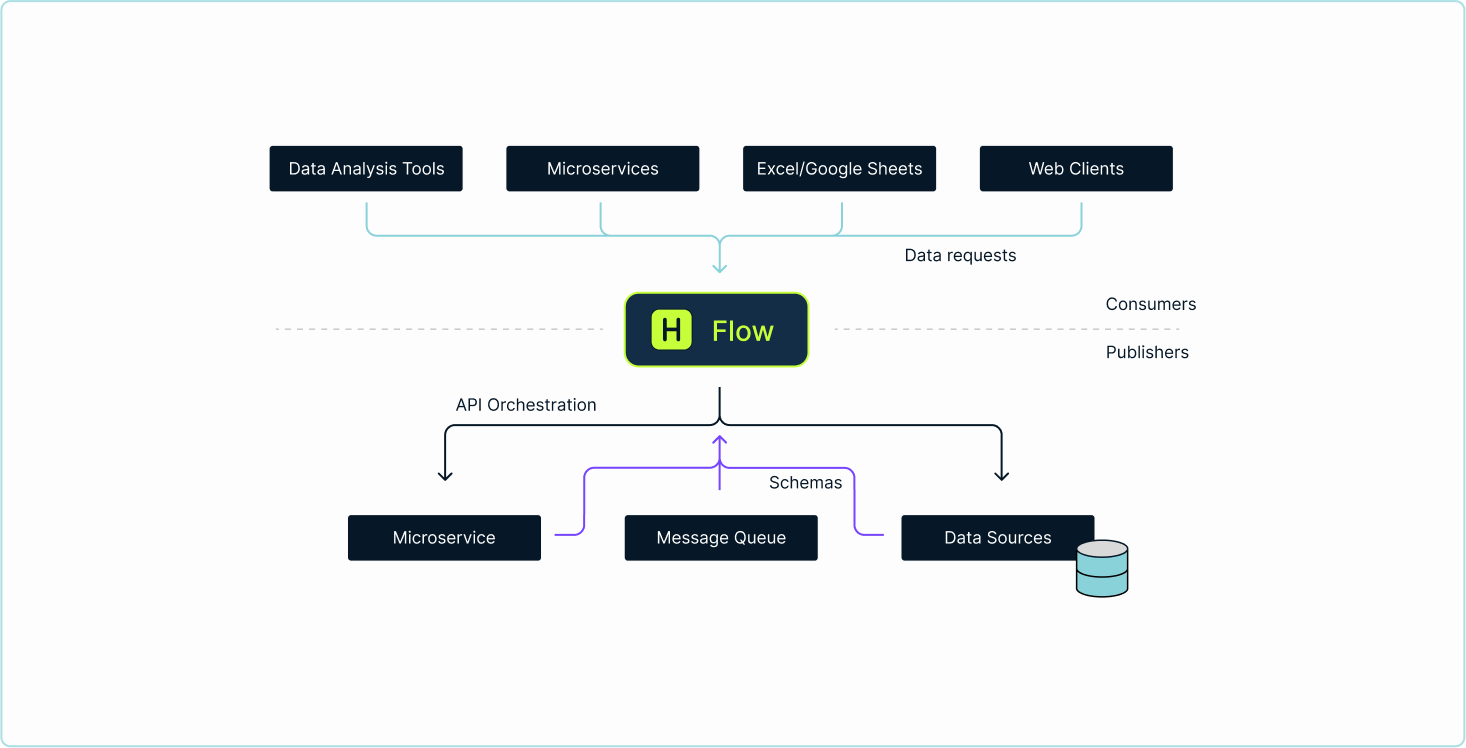 Data Analysis Tools
Microservices
Excel/Google Sheets
Web Clients
Data requests
Consumers
H Flow
Publishers
API Orchestration
Schemas
Microservice
Message Queue
Data Sources